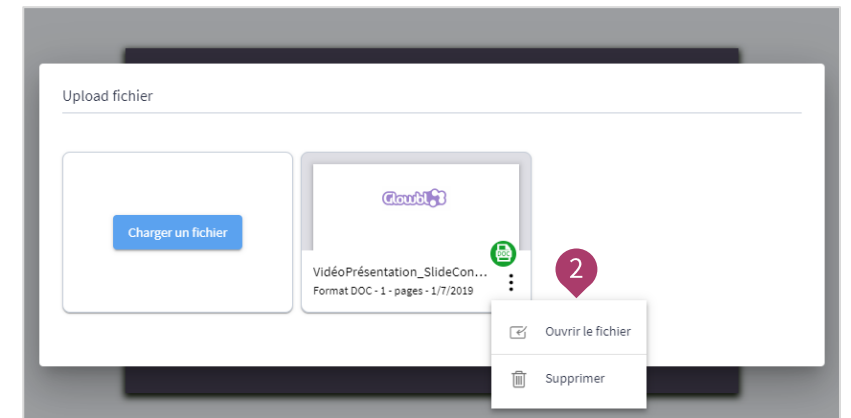 Upload fichier
Glowbl
Charger un fichier
DOC
VidéoPrésentation_SlideCon...
Format DOC - 1 - pages - 1/7/2019
2
Ouvrir le fichier
Supprimer